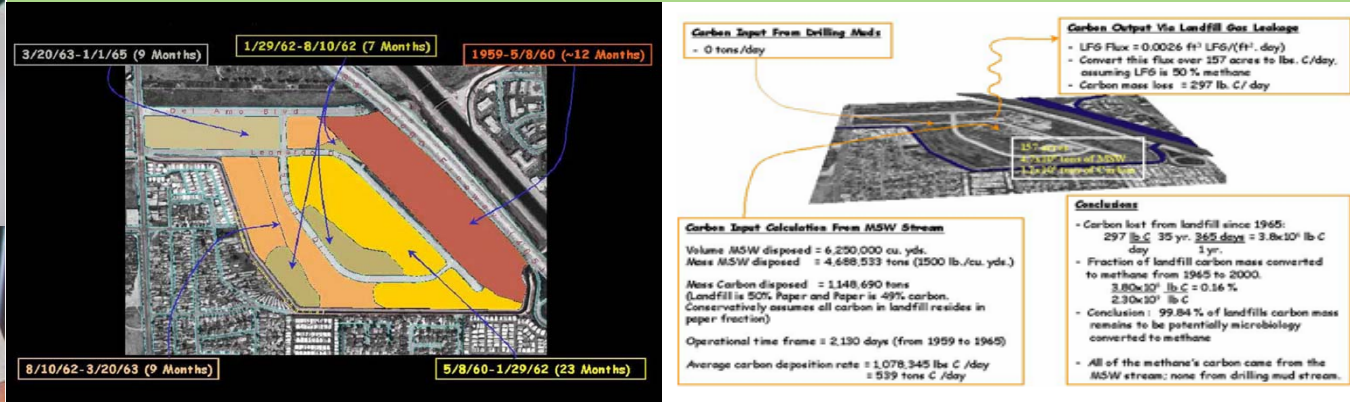 3/20/63-1/1/65 (9 Months)
1/29/62-8/10/62 (7 Months)
1959-5/8/60 (~12 Months)
Del Amo Blvd
8/10/62-3/20/63 (9 Months)
5/8/60-1/29/62 (23 Months)
Carbon Input From Drilling Muds
- 0 tons/day
Carbon Output Via Landfill Gas Leakage
- LFG Flux = 0.0026 ft³ LFG/(ft². day)
- Convert this flux over 157 acres to lbs. C/day,
assuming LFG is 50 % methane
- Carbon mass loss = 297 lb. C/ day
157 acres
tons of MSW
tons of Carbon
Carbon Input Calculation From MSW Stream
Volume MSW disposed = 6,250,000 cu. yds.
Mass MSW disposed = 4,688,533 tons (1500 lb./cu. yds.)
Mass Carbon disposed = 1,148,690 tons
(Landfill is 50% Paper and Paper is 49% carbon.
Conservatively assumes all carbon in landfill resides in
paper fraction)
Operational time frame = 2,130 days (from 1959 to 1965)
Average carbon deposition rate = 1,078,345 lbs C /day
= 539 tons C /day
Conclusions
- Carbon lost from landfill since 1965:
297 lb C 35 yr. 365 days = 3.8x10⁶ lb C
day 1 yr.
- Fraction of landfill carbon mass converted
to methane from 1965 to 2000.
3.80x10⁶ lb C = 0.16 %
2.30x10⁹ lb C
- Conclusion : 99.84 % of landfills carbon mass
remains to be potentially microbiology
converted to methane
- All of the methane's carbon came from the
MSW stream; none from drilling mud stream.